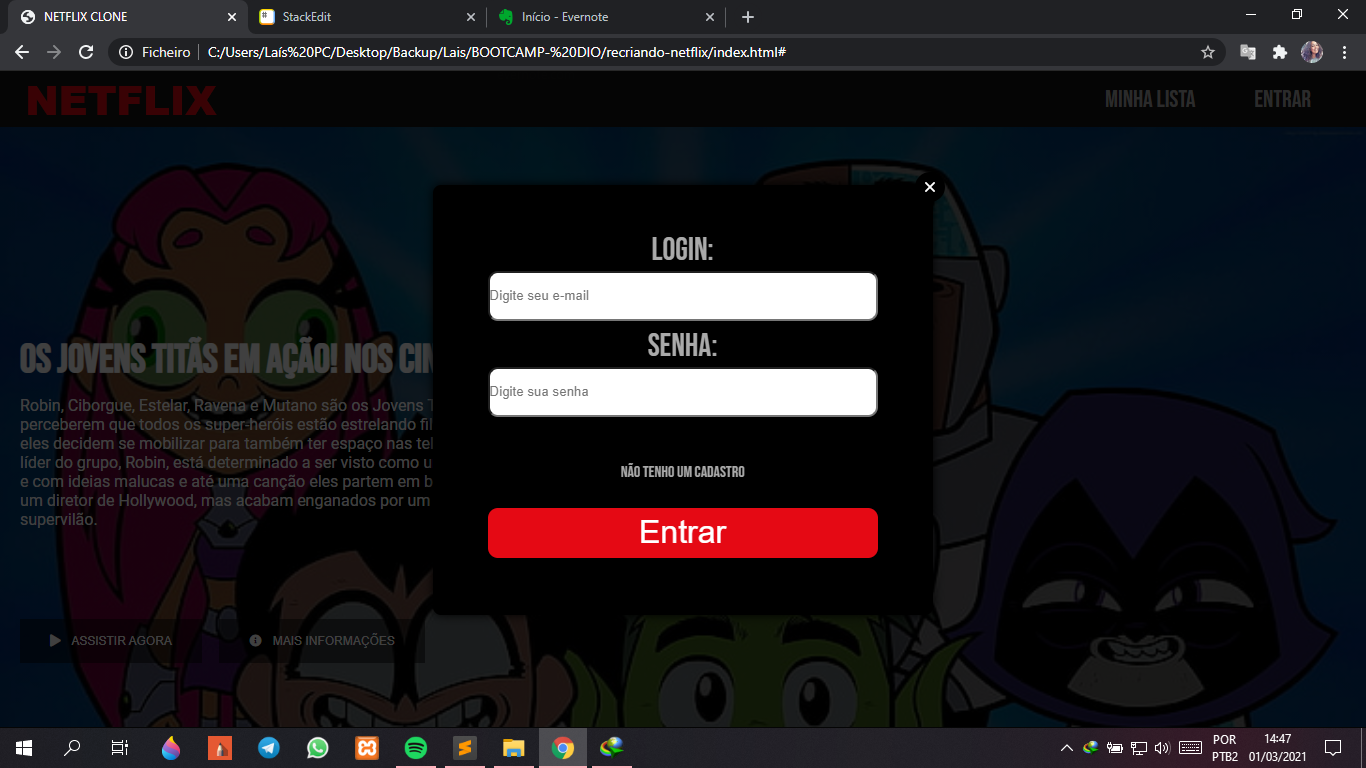 NETFLIX CLONE
StackEdit
Início - Evernote
Ficheiro
C:/Users/Laís%20PC/Desktop/Backup/Lais/BOOTCAMP-%20DIO/recriando-netflix/index.html#
NETFLIX
MINHA LISTA
ENTRAR
LOGIN:
Digite seu e-mail
SENHA:
Digite sua senha
NÃO TENHO UM CADASTRO
Entrar
OS JOVENS TITÃS EM AÇÃO! NOS CIN
Robin, Ciborgue, Estelar, Ravena e Mutano são os Jovens T
perceberem que todos os super-heróis estão estrelando fil
eles decidem se mobilizar para também ter espaço nas tel
líder do grupo, Robin, está determinado a ser visto como u
e com ideias malucas e até uma canção eles partem em b
um diretor de Hollywood, mas acabam enganados por um
supervilão.
ASSISTIR AGORA
MAIS INFORMAÇÕES
POR
PTB2
14:47
01/03/2021